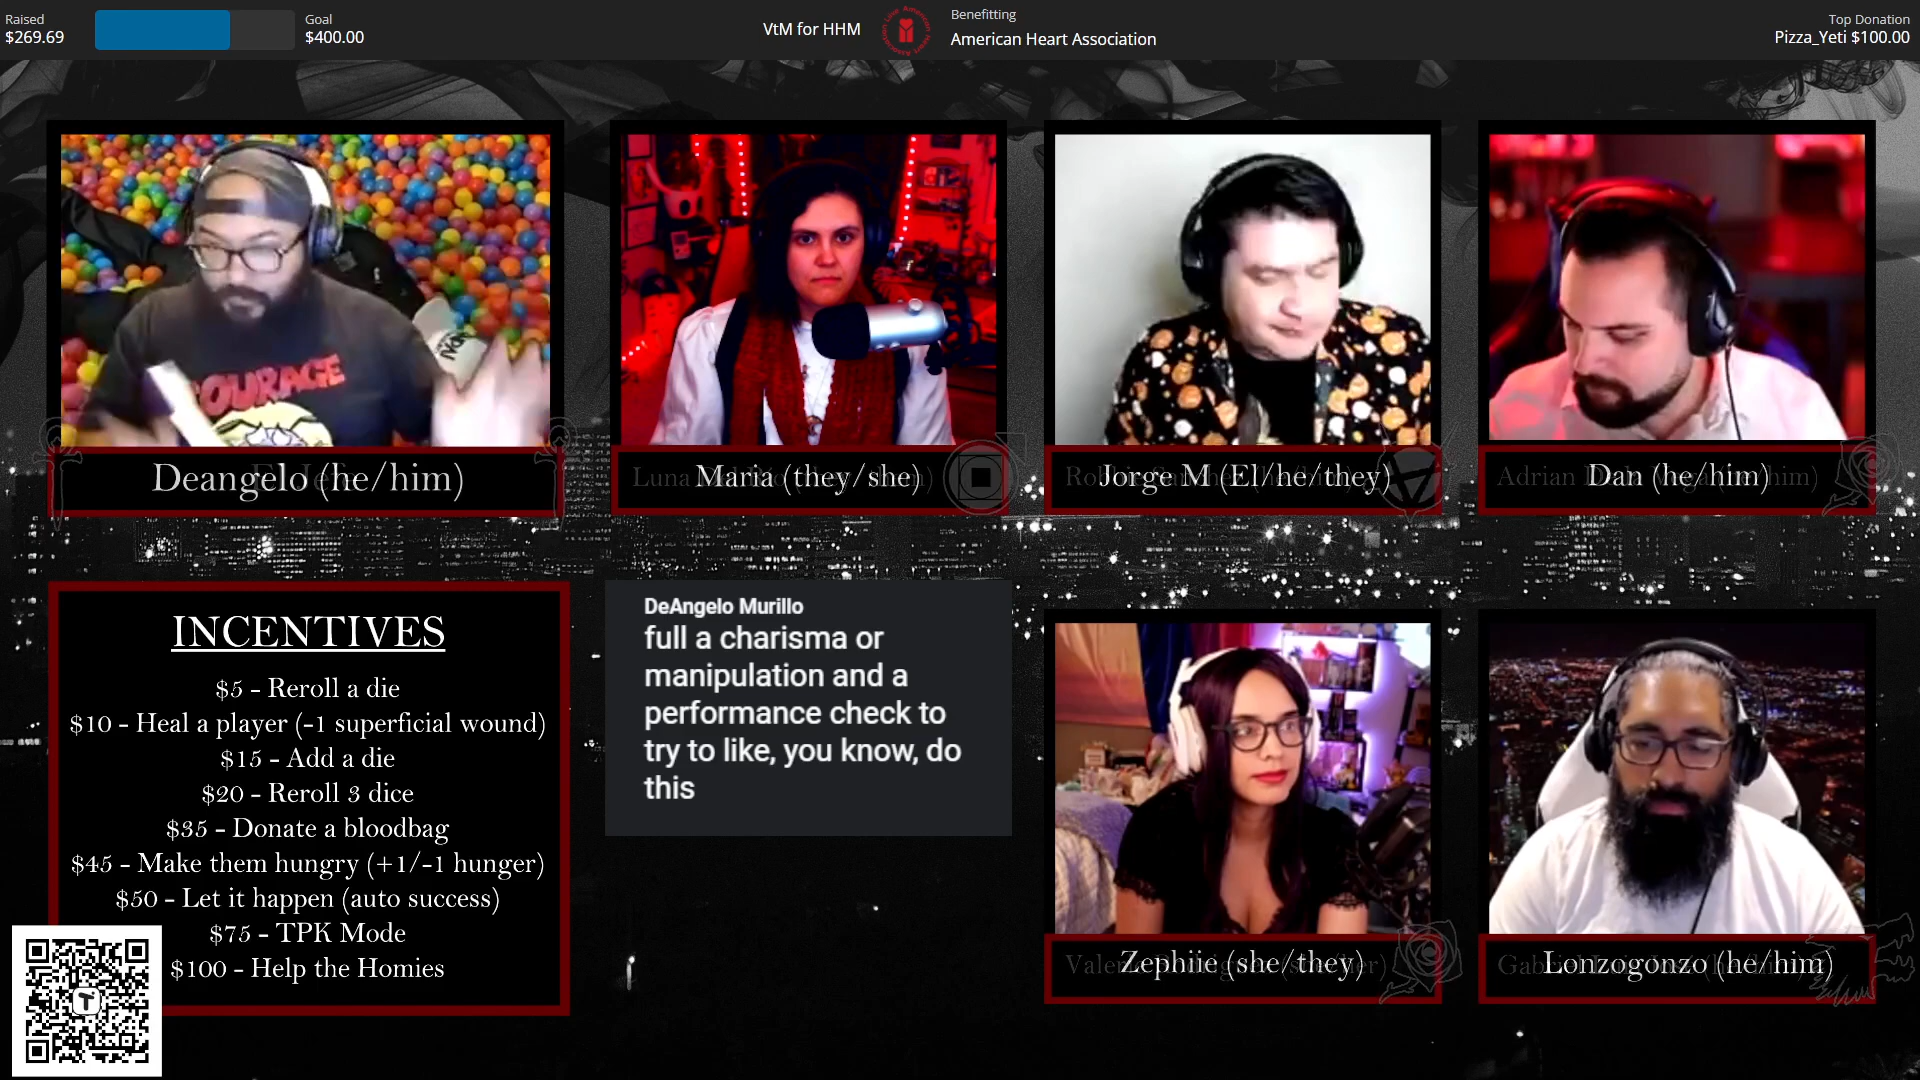 Raised
$269.69
Goal
$400.00
VtM for HHM
Benefitting
American Heart Association
Top Donation
Pizza_Yeti $100.00
COURAGE
Deangelo (he/him)
Maria (they/she)
Jorge M (El/he/they)
Dan (he/him)
INCENTIVES
$5 - Reroll a die
$10 - Heal a player (-1 superficial wound)
$15 - Add a die
$20 - Reroll 3 dice
$35 - Donate a bloodbag
$45 - Make them hungry (+1/-1 hunger)
$50 - Let it happen (auto success)
$75 - TPK Mode
$100 - Help the Homies
DeAngelo Murillo
full a charisma or
manipulation and a
performance check to
try to like, you know, do
this
Zephiie (she/they)
Lonzogonzo (he/him)